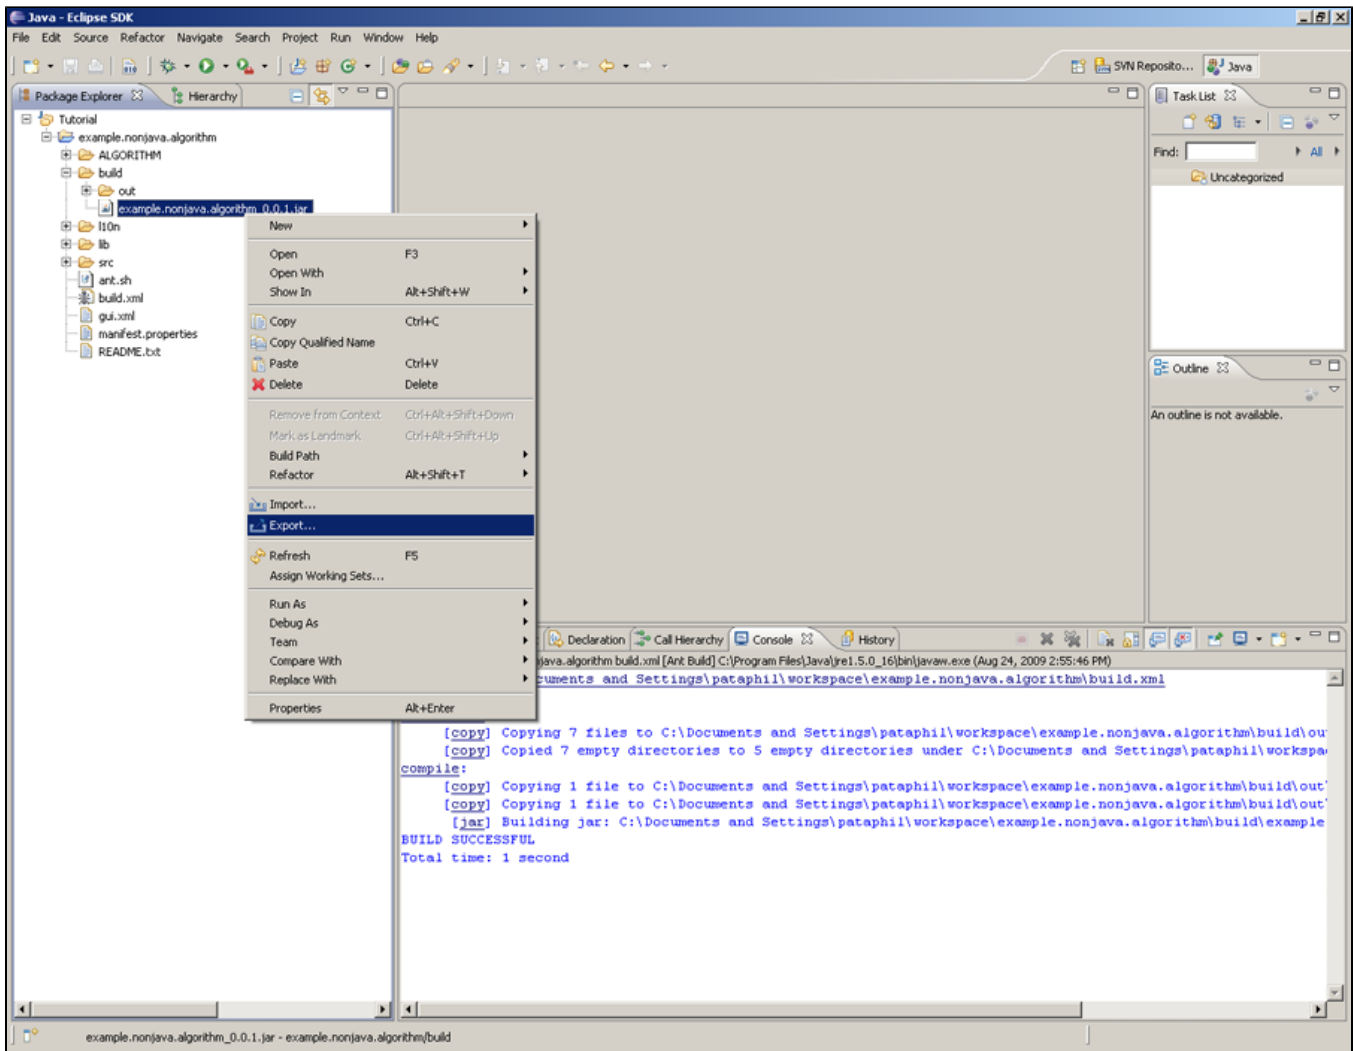 Java - Eclipse SDK
File Edit Source Refactor Navigate Search Project Run Window Help
SVN Reposito... Java
Package Explorer Hierarchy
Tutorial
example.nonjava.algorithm
ALGORITHM
build
out
example.nonjava.algorithm_0.0.1.jar
l10n
lib
src
ant.sh
build.xml
gui.xml
manifest.properties
README.txt
New
Open F3
Open With
Show In Alt+Shift+W
Copy Ctrl+C
Copy Qualified Name
Paste Ctrl+V
Delete Delete
Remove from Context Ctrl+Alt+Shift+Down
Mark as Landmark Ctrl+Alt+Shift+Up
Build Path
Refactor Alt+Shift+T
Import...
Export...
Refresh F5
Assign Working Sets...
Run As
Debug As
Team
Compare With
Replace With
Properties Alt+Enter
Task List
Find: All
Uncategorized
Outline
An outline is not available.
Declaration Call Hierarchy Console History
java.algorithm build.xml [Ant Build] C:\Program Files\Java\jre1.5.0_16\bin\javaw.exe (Aug 24, 2009 2:55:46 PM)
cuments and Settings\pataphil\workspace\example.nonjava.algorithm\build.xml
[copy] Copying 7 files to C:\Documents and Settings\pataphil\workspace\example.nonjava.algorithm\build\ou
[copy] Copied 7 empty directories to 5 empty directories under C:\Documents and Settings\pataphil\workspa
compile:
[copy] Copying 1 file to C:\Documents and Settings\pataphil\workspace\example.nonjava.algorithm\build\out
[copy] Copying 1 file to C:\Documents and Settings\pataphil\workspace\example.nonjava.algorithm\build\out
[jar] Building jar: C:\Documents and Settings\pataphil\workspace\example.nonjava.algorithm\build\example
BUILD SUCCESSFUL
Total time: 1 second
example.nonjava.algorithm_0.0.1.jar - example.nonjava.algorithm/build